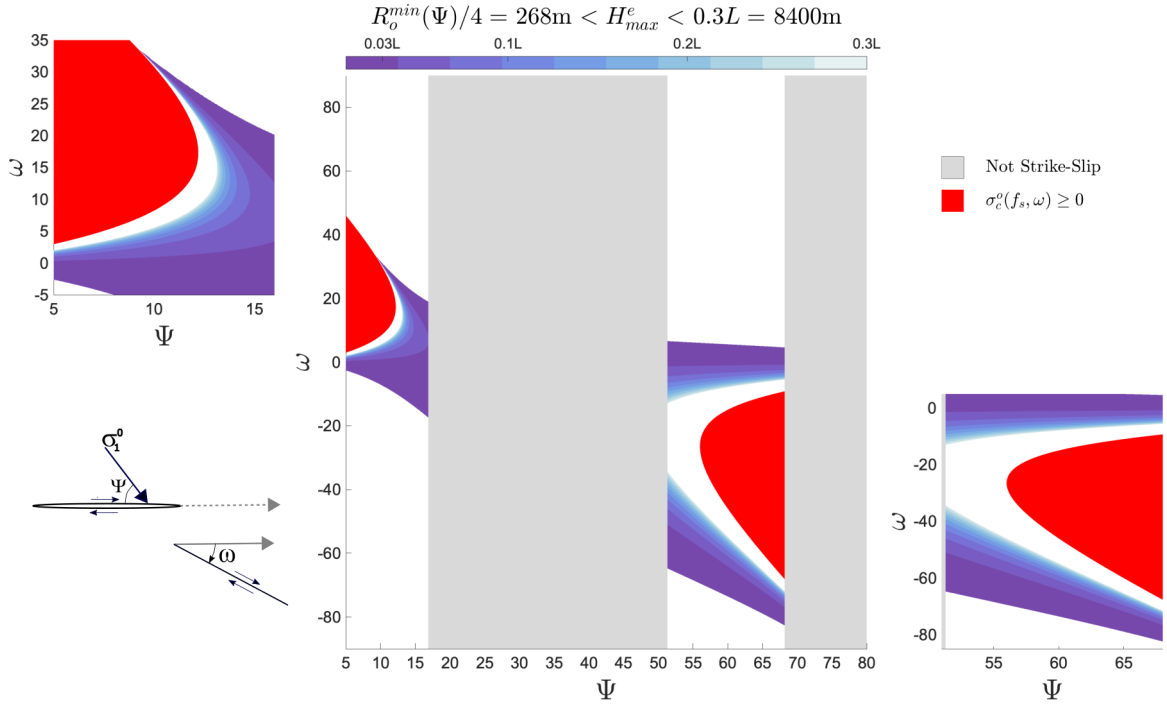 R_o^{min}(Ψ)/4 = 268m < H^e_{max} < 0.3L = 8400m
0.03L 0.1L 0.2L 0.3L
35
30
25
20
15
10
5
0
-5
ω
5 10 15
Ψ
80
60
40
20
0
-20
-40
-60
-80
ω
5 10 15 20 25 30 35 40 45 50 55 60 65 70 75 80
Ψ
Not Strike-Slip
σ_c^o(f_s, ω) ≥ 0
σ_1^0
Ψ
ω
0
-20
-40
-60
-80
ω
55 60 65
Ψ